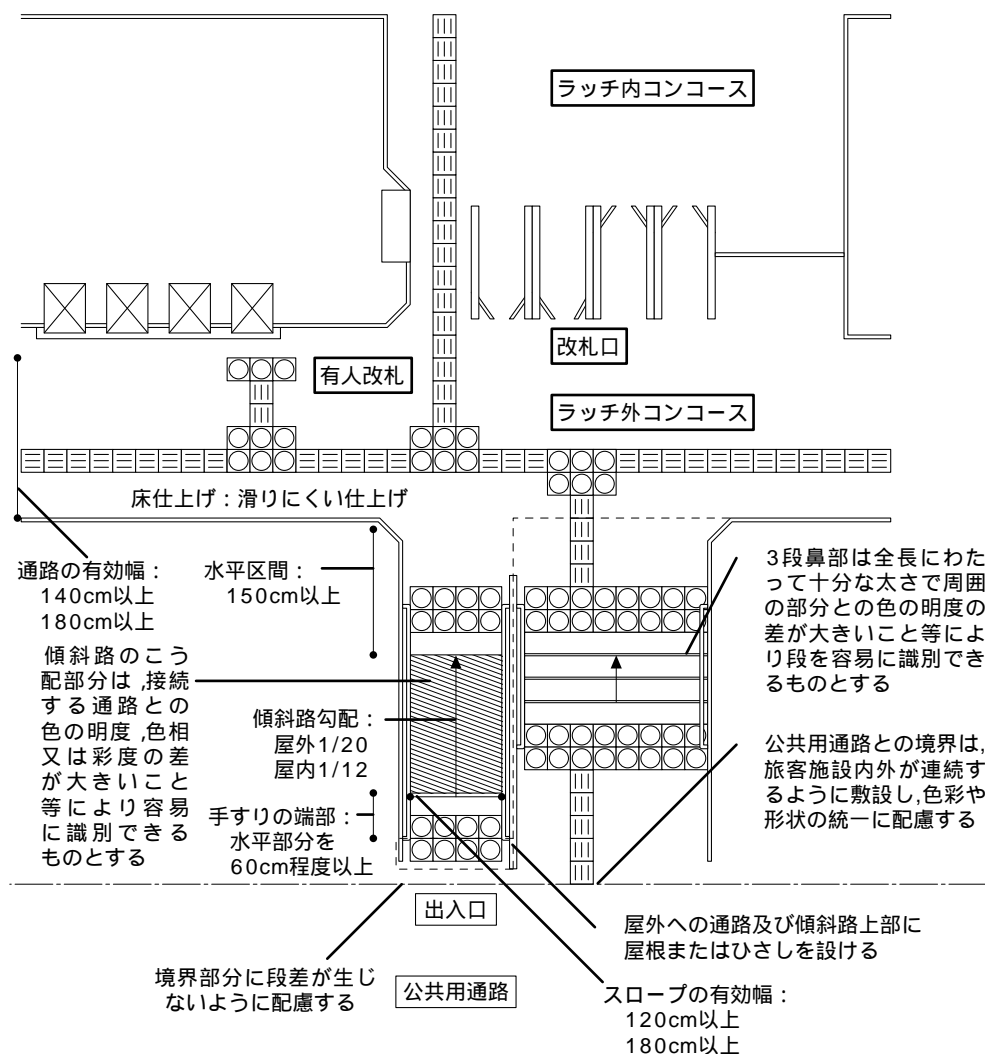 ラッチ内コンコース
改札口
有人改札
ラッチ外コンコース
床仕上げ：滑りにくい仕上げ
通路の有効幅：
140cm以上
180cm以上
水平区間：
150cm以上
3段鼻部は全長にわた
って十分な太さで周囲
の部分との色の明度の
差が大きいこと等によ
り段を容易に識別でき
るものとする
傾斜路のこう
配部分は,接続
する通路との
色の明度,色相
又は彩度の差
が大きいこと
等により容易
に識別できる
ものとする
傾斜路勾配：
屋外1/20
屋内1/12
公共用通路との境界は,
旅客施設内外が連続す
るように敷設し,色彩や
形状の統一に配慮する
手すりの端部：
水平部分を
60cm程度以上
出入口
屋外への通路及び傾斜路上部に
屋根またはひさしを設ける
境界部分に段差が生じ
ないように配慮する
公共用通路
スロープの有効幅：
120cm以上
180cm以上